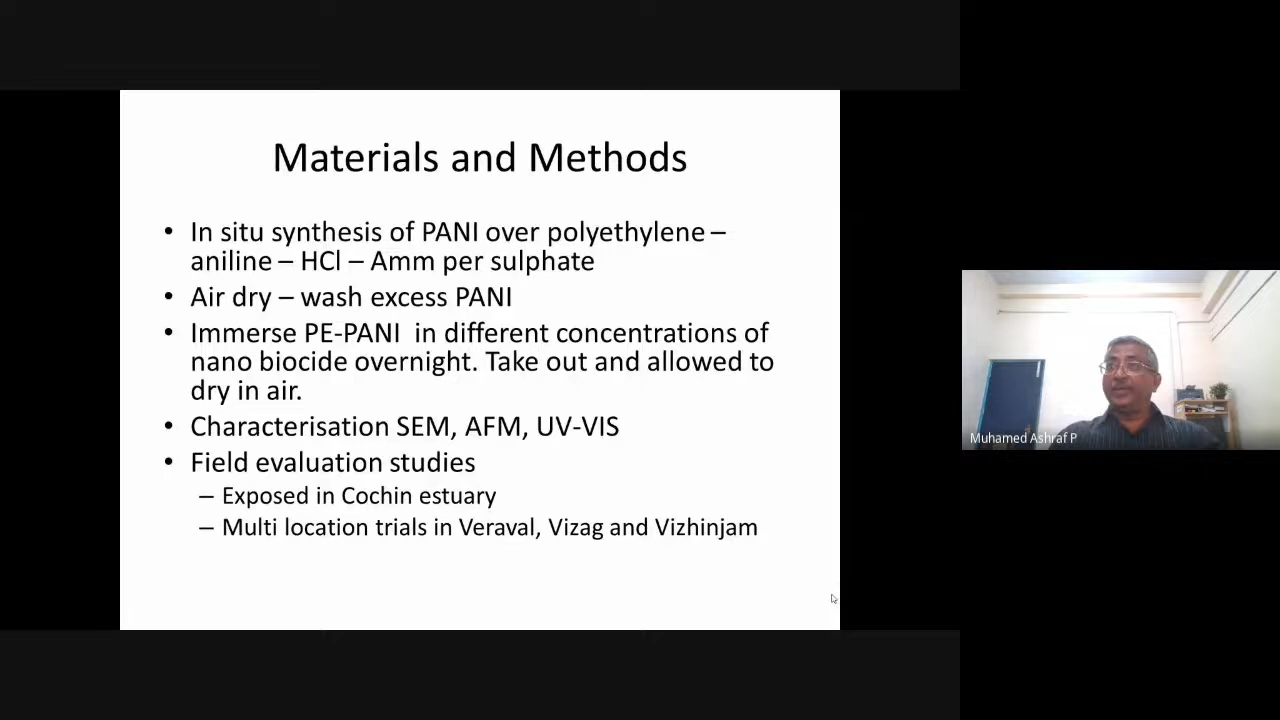 Materials and Methods
• In situ synthesis of PANI over polyethylene –
aniline – HCl – Amm per sulphate
• Air dry – wash excess PANI
• Immerse PE-PANI in different concentrations of
nano biocide overnight. Take out and allowed to
dry in air.
• Characterisation SEM, AFM, UV-VIS
• Field evaluation studies
– Exposed in Cochin estuary
– Multi location trials in Veraval, Vizag and Vizhinjam
Muhamed Ashraf P